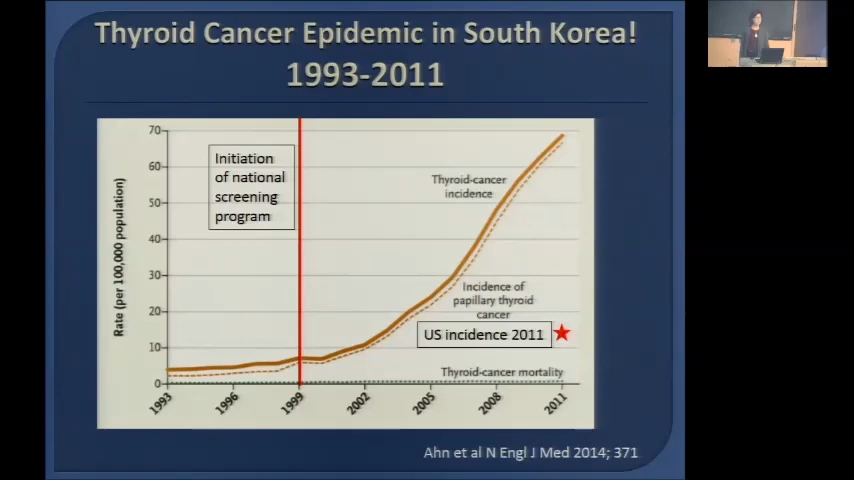 Thyroid Cancer Epidemic in South Korea!
1993-2011
70
60
50
40
30
20
10
0
Rate (per 100,000 population)
Initiation
of national
screening
program
Thyroid-cancer
incidence
Incidence of
papillary thyroid
cancer
US incidence 2011
Thyroid-cancer mortality
1993
1996
1999
2002
2005
2008
2011
Ahn et al N Engl J Med 2014; 371